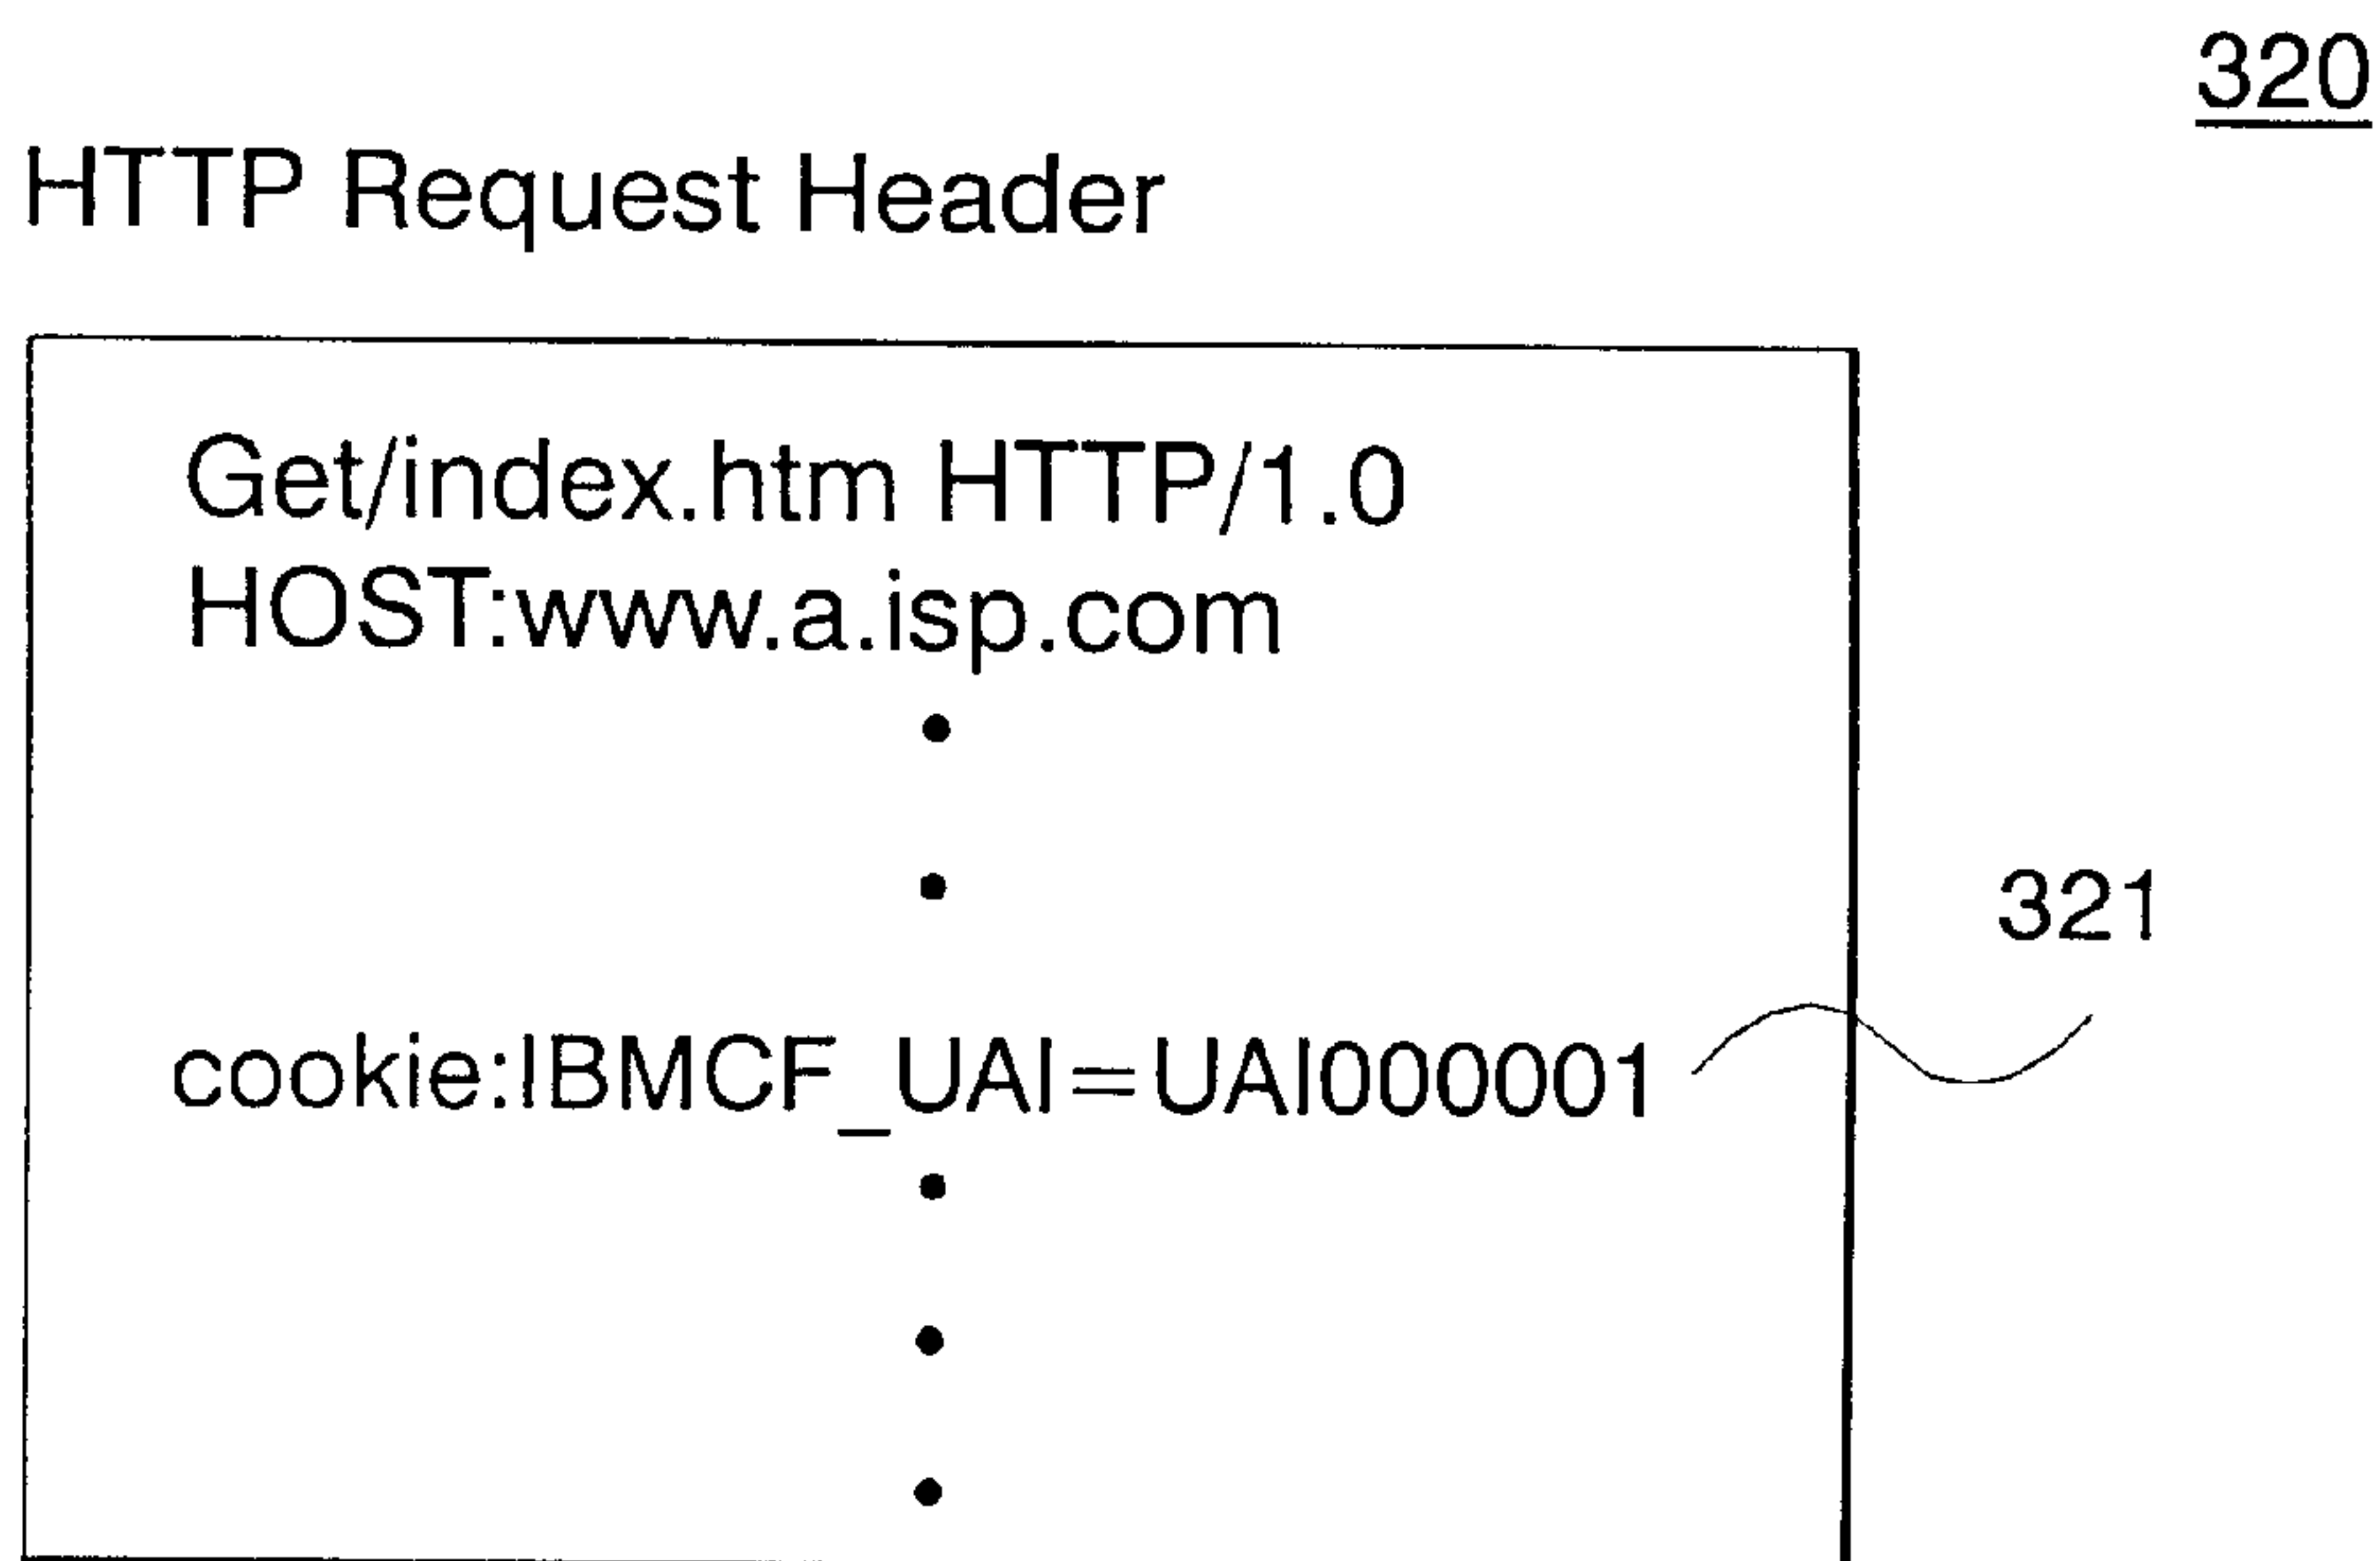 320
HTTP Request Header
Get/index.htm HTTP/1.0
HOST:www.a.isp.com
321
cookie:IBMCF_UAI=UAI000001